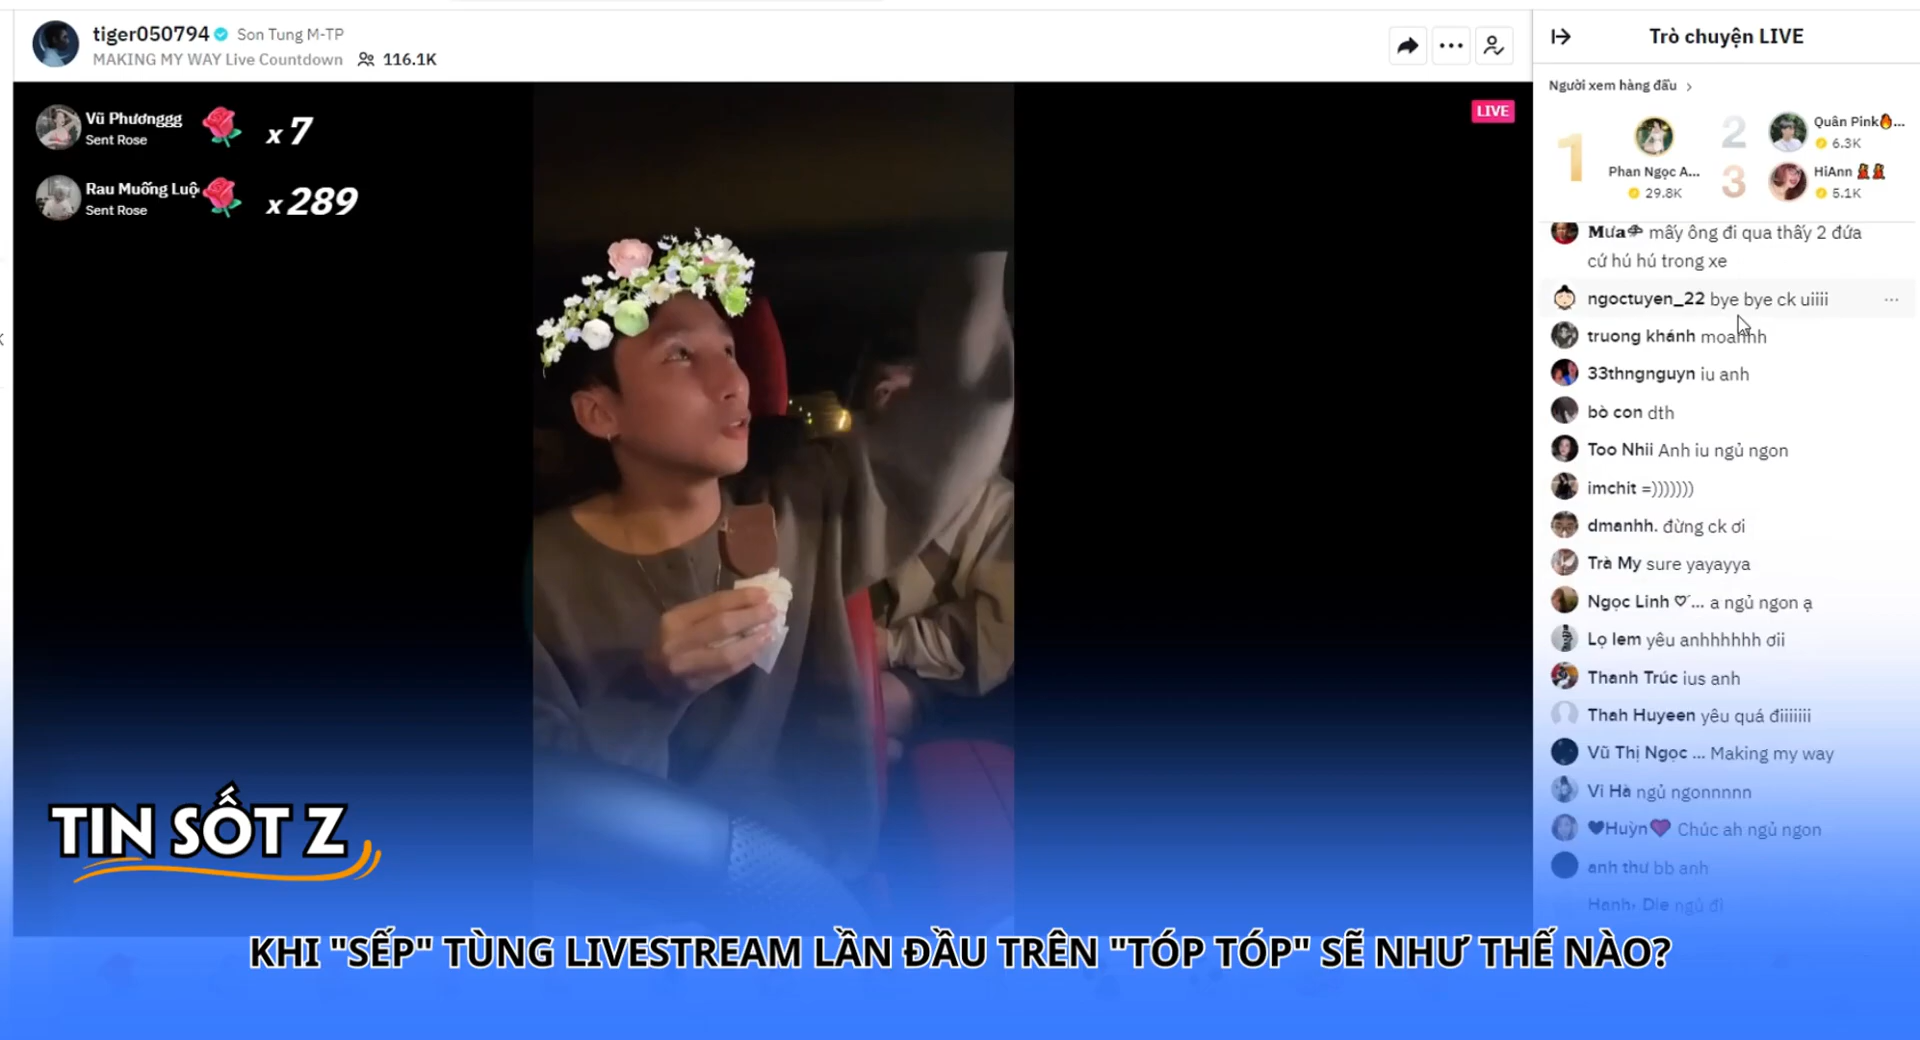 tiger050794 Son Tung M-TP
MAKING MY WAY Live Countdown 116.1K
Vũ Phươnggg
Sent Rose
x 7
Rau Muống Luộ
Sent Rose
x 289
LIVE
Trò chuyện LIVE
Người xem hàng đầu >
1
Phan Ngọc A...
29.8K
2
Quân Pink🔥...
6.3K
3
HiAnn
5.1K
Mưa mấy ông đi qua thấy 2 đứa
cứ hú hú trong xe
ngoctuyen_22 bye bye ck uiiii
truong khánh moahhh
33thngnguyn iu anh
bò con dth
Too Nhii Anh iu ngủ ngon
imchit =)))))))
dmanhh. đừng ck ơi
Trà My sure yayayya
Ngọc Linh ♡... a ngủ ngon ạ
Lọ lem yêu anhhhhhh ơii
Thanh Trúc ius anh
Thah Huyeen yêu quá điiiiiii
Vũ Thị Ngọc ... Making my way
Vi Hà ngủ ngonnnnn
🖤Huỳn💗 Chúc ah ngủ ngon
anh thư bb anh
Hanh. Die ngủ đi
TIN SỐT Z
KHI "SẾP" TÙNG LIVESTREAM LẦN ĐẦU TRÊN "TÓP TÓP" SẼ NHƯ THẾ NÀO?